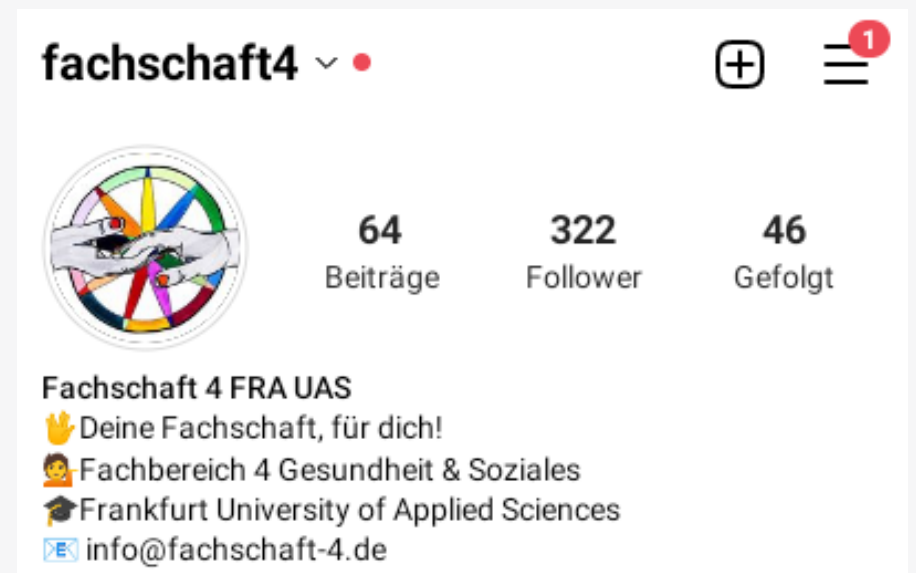 fachschaft4
1
64 322 46
Beiträge Follower Gefolgt
Fachschaft 4 FRA UAS
🖖Deine Fachschaft, für dich!
💁Fachbereich 4 Gesundheit & Soziales
🎓Frankfurt University of Applied Sciences
📧 info@fachschaft-4.de